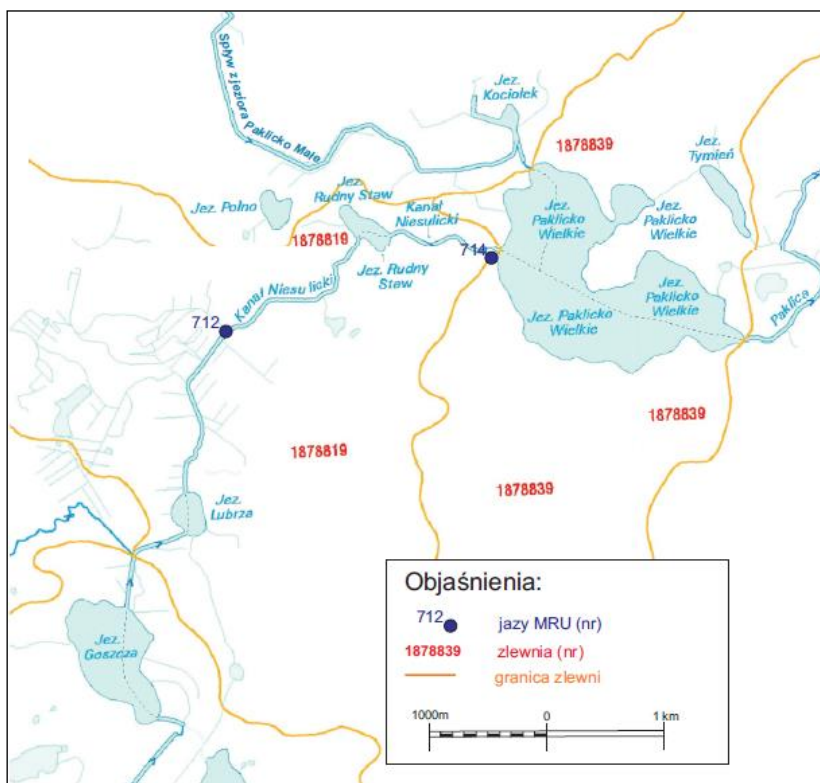 Spływ z jeziora Paklicko Małe
Jez.
Kociołek
1878839
Jez.
Tymień
Jez.
Rudny Staw
Jez. Połno
Kanał
Niesulicki
Jez.
Paklicko
Wielkie
Jez.
Paklicko
Wielkie
1878819
714
Jez. Rudny
Staw
Kanał Niesulicki
Jez.
Paklicko
Wielkie
Jez. Paklicko
Wielkie
Paklica
712
1878839
1878819
1878839
Jez.
Lubrza
Jez.
Goszcza
Objaśnienia:
712 jazy MRU (nr)
1878839 zlewnia (nr)
granica zlewni
1000m 0 1 km